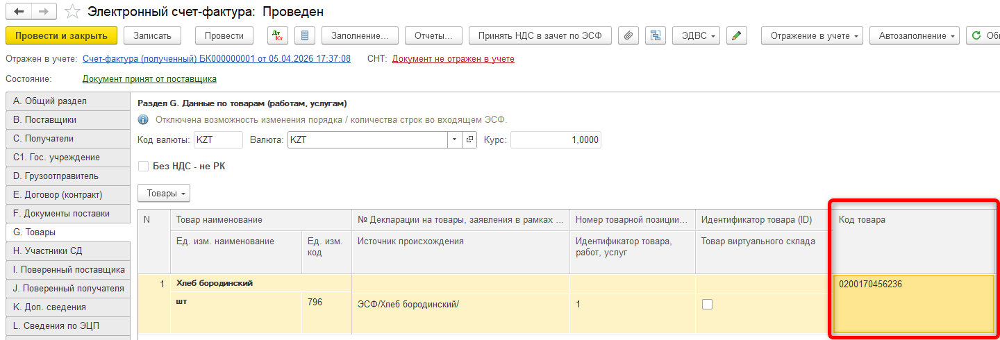 Электронный счет-фактура: Проведен
Провести и закрыть Записать Провести Дт Кт Заполнение... Отчеты... Принять НДС в зачет по ЭСФ ЭДВС Отражение в учете Автозаполнение
Отражен в учете: Счет-фактура (полученный) БК000000001 от 05.04.2026 17:37:08 СНТ: Документ не отражен в учете
Состояние: Документ принят от поставщика
A. Общий раздел
B. Поставщики
C. Получатели
C1. Гос. учреждение
D. Грузоотправитель
E. Договор (контракт)
F. Документы поставки
G. Товары
H. Участники СД
I. Поверенный поставщика
J. Поверенный получателя
K. Доп. сведения
L. Сведения по ЭЦП
Раздел G. Данные по товарам (работам, услугам)
Отключена возможность изменения порядка / количества строк во входящем ЭСФ.
Код валюты: KZT Валюта: KZT Курс: 1,0000
Без НДС - не РК
Товары
N Товар наименование № Декларации на товары, заявления в рамках ... Номер товарной позиции... Идентификатор товара (ID) Код товара
Ед. изм. наименование Ед. изм. код Источник происхождения Идентификатор товара, работ, услуг Товар виртуального склада
1 Хлеб бородинский 0200170456236
шт 796 ЭСФ/Хлеб бородинский/ 1